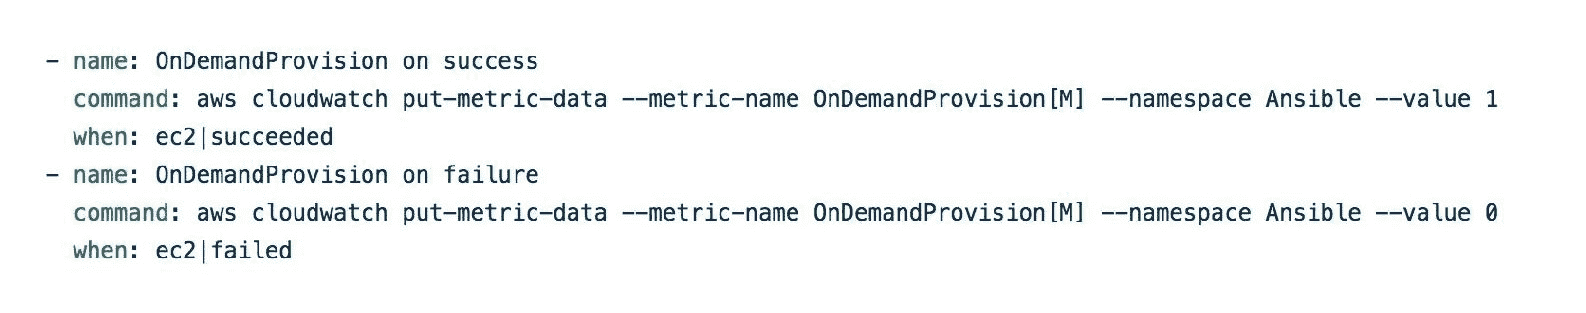 - name: OnDemandProvision on success
  command: aws cloudwatch put-metric-data --metric-name OnDemandProvision[M] --namespace Ansible --value 1
  when: ec2|succeeded
- name: OnDemandProvision on failure
  command: aws cloudwatch put-metric-data --metric-name OnDemandProvision[M] --namespace Ansible --value 0
  when: ec2|failed